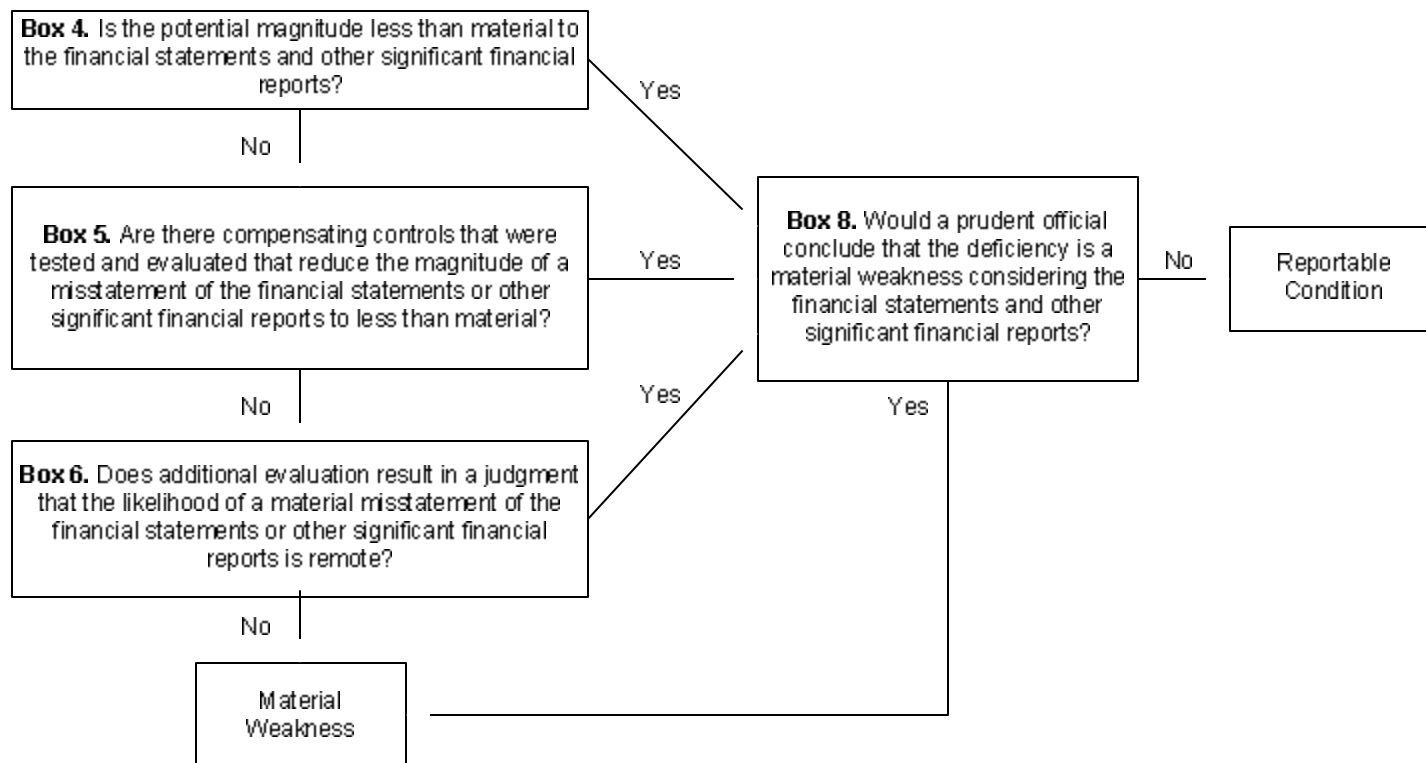 Box 4. Is the potential magnitude less than material to
the financial statements and other significant financial
reports?
Yes
No
Box 5. Are there compensating controls that were
tested and evaluated that reduce the magnitude of a
misstatement of the financial statements or other
significant financial reports to less than material?
Yes
No
Box 6. Does additional evaluation result in a judgment
that the likelihood of a material misstatement of the
financial statements or other significant financial
reports is remote?
Yes
No
Material
Weakness
Box 8. Would a prudent official
conclude that the deficiency is a
material weakness considering the
financial statements and other
significant financial reports?
No
Yes
Reportable
Condition